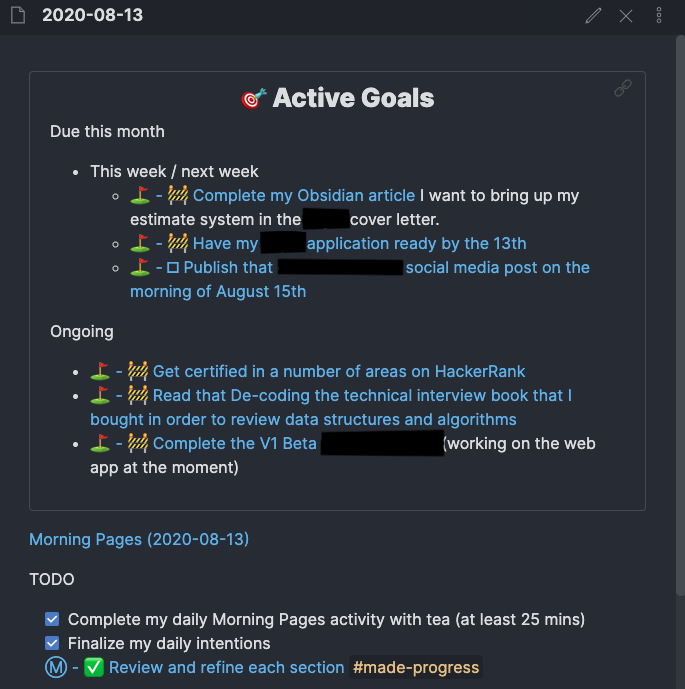 2020-08-13
🎯 Active Goals
Due this month
• This week / next week
◦ ⛳ - 🚧 Complete my Obsidian article I want to bring up my
estimate system in the cover letter.
◦ ⛳ - 🚧 Have my application ready by the 13th
◦ ⛳ - ☐ Publish that social media post on the
morning of August 15th
Ongoing
• ⛳ - 🚧 Get certified in a number of areas on HackerRank
• ⛳ - 🚧 Read that De-coding the technical interview book that I
bought in order to review data structures and algorithms
• ⛳ - 🚧 Complete the V1 Beta (working on the web
app at the moment)
Morning Pages (2020-08-13)
TODO
☑ Complete my daily Morning Pages activity with tea (at least 25 mins)
☑ Finalize my daily intentions
Ⓜ - ✅ Review and refine each section #made-progress